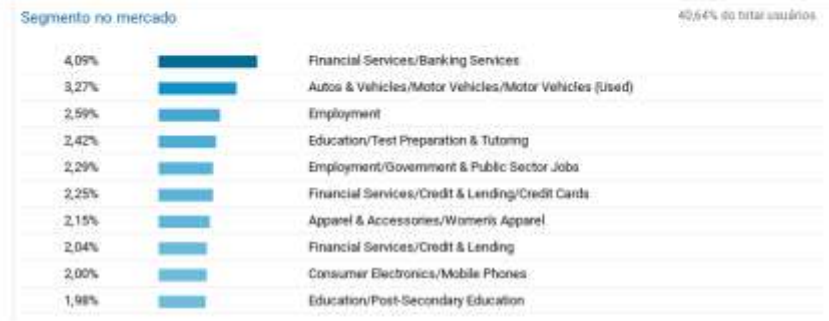 Segmento no mercado
40,64% do total usuários
4,09% Financial Services/Banking Services
3,27% Autos & Vehicles/Motor Vehicles/Motor Vehicles (Used)
2,59% Employment
2,42% Education/Test Preparation & Tutoring
2,29% Employment/Government & Public Sector Jobs
2,25% Financial Services/Credit & Lending/Credit Cards
2,15% Apparel & Accessories/Women's Apparel
2,04% Financial Services/Credit & Lending
2,00% Consumer Electronics/Mobile Phones
1,98% Education/Post-Secondary Education